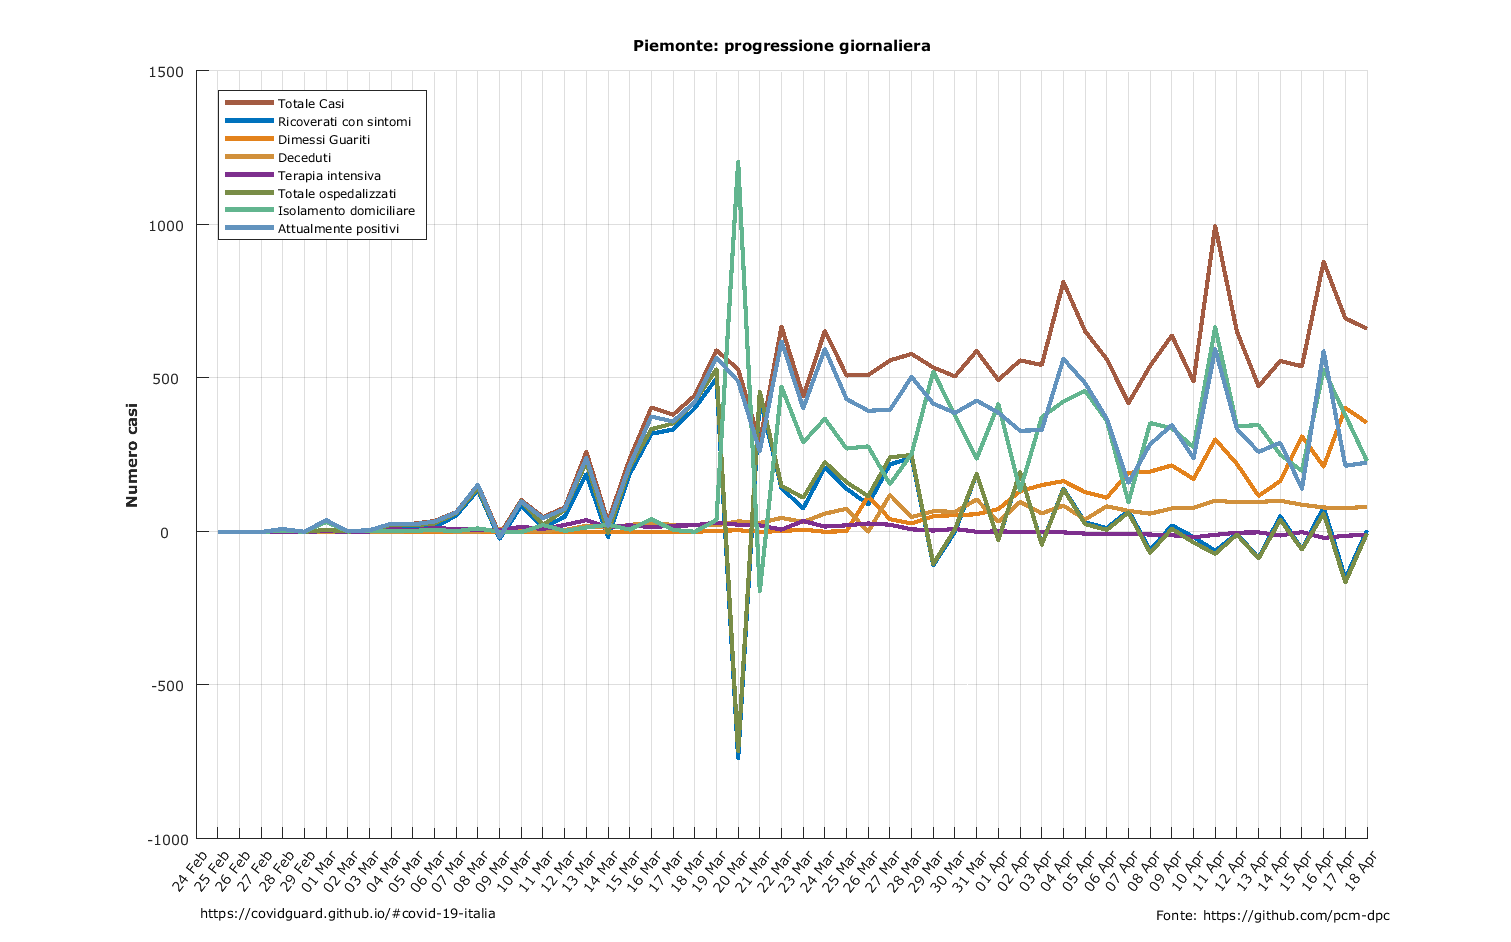 Piemonte: progressione giornaliera
1500
1000
500
0
-500
-1000
Numero casi
Totale Casi
Ricoverati con sintomi
Dimessi Guariti
Deceduti
Terapia intensiva
Totale ospedalizzati
Isolamento domiciliare
Attualmente positivi
24 Feb
25 Feb
26 Feb
27 Feb
28 Feb
29 Feb
01 Mar
02 Mar
03 Mar
04 Mar
05 Mar
06 Mar
07 Mar
08 Mar
09 Mar
10 Mar
11 Mar
12 Mar
13 Mar
14 Mar
15 Mar
16 Mar
17 Mar
18 Mar
19 Mar
20 Mar
21 Mar
22 Mar
23 Mar
24 Mar
25 Mar
26 Mar
27 Mar
28 Mar
29 Mar
30 Mar
31 Mar
01 Apr
02 Apr
03 Apr
04 Apr
05 Apr
06 Apr
07 Apr
08 Apr
09 Apr
10 Apr
11 Apr
12 Apr
13 Apr
14 Apr
15 Apr
16 Apr
17 Apr
18 Apr
https://covidguard.github.io/#covid-19-italia
Fonte: https://github.com/pcm-dpc